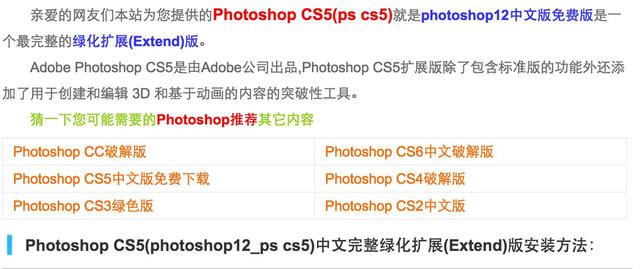 亲爱的网友们本站为您提供的Photoshop CS5(ps cs5)就是photoshop12中文版免费版是一
个最完整的绿化扩展(Extend)版。
Adobe Photoshop CS5是由Adobe公司出品,Photoshop CS5扩展版除了包含标准版的功能外还添
加了用于创建和编辑 3D 和基于动画的内容的突破性工具。
猜一下您可能需要的Photoshop推荐其它内容
Photoshop CC破解版 Photoshop CS6中文破解版
Photoshop CS5中文版免费下载 Photoshop CS4破解版
Photoshop CS3绿色版 Photoshop CS2中文版
Photoshop CS5(photoshop12_ps cs5)中文完整绿化扩展(Extend)版安装方法：